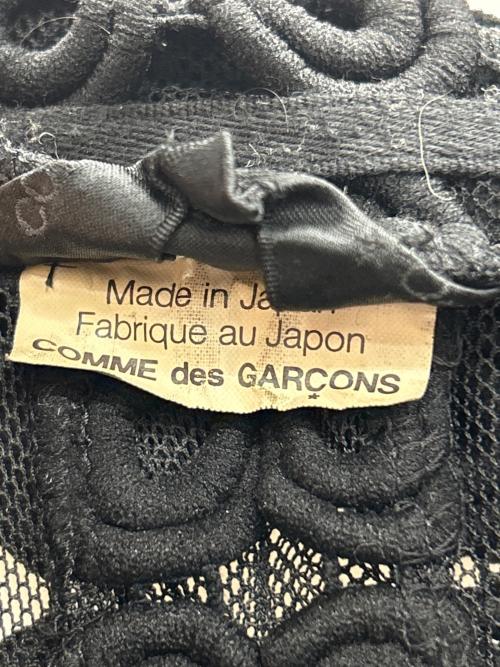 Made in Japan
Fabrique au Japon
COMME des GARÇONS